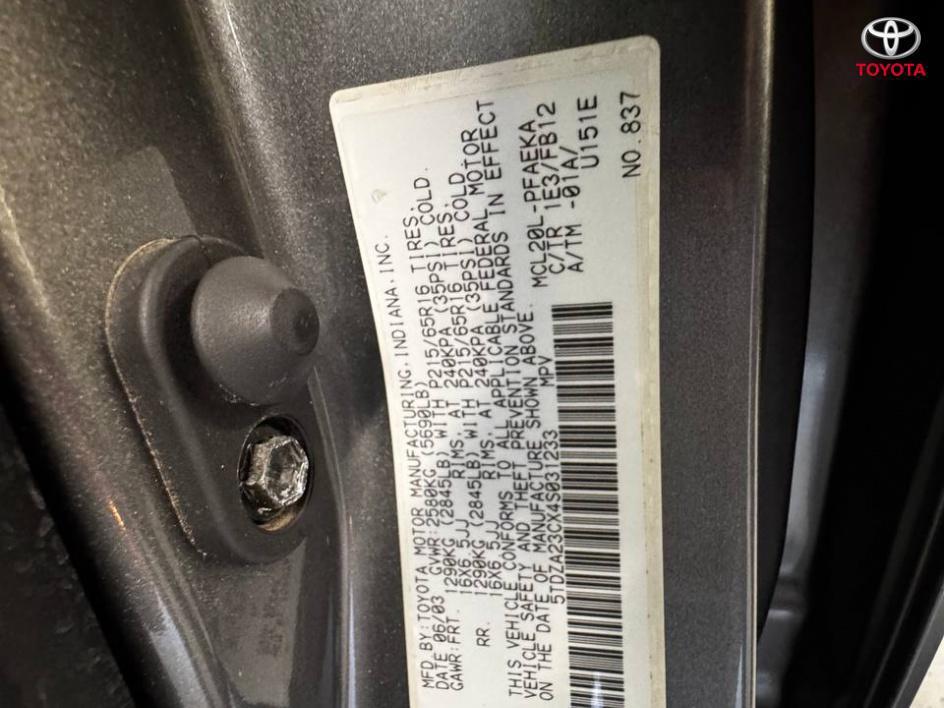 MFD BY:TOYOTA MOTOR MANUFACTURING,INDIANA,INC.
DATE 06/03 GVWR:2580KG (5690LB)
GAWR:FRT. 1290KG (2845LB) WITH P215/65R16 TIRES,
16X6.5JJ RIMS, AT 240KPA (35PSI) COLD.
RR. 1290KG (2845LB) WITH P215/65R16 TIRES,
16X6.5JJ RIMS, AT 240KPA (35PSI) COLD
THIS VEHICLE CONFORMS TO ALL APPLICABLE FEDERAL MOTOR
VEHICLE SAFETY AND THEFT PREVENTION STANDARDS IN EFFECT
ON THE DATE OF MANUFACTURE SHOWN ABOVE.
5TDZA23CX4S031233 MPV
MCL20L-PFAEKA
C/TR 1E3/FB12
A/TM -01A/
U151E
NO.837
TOYOTA